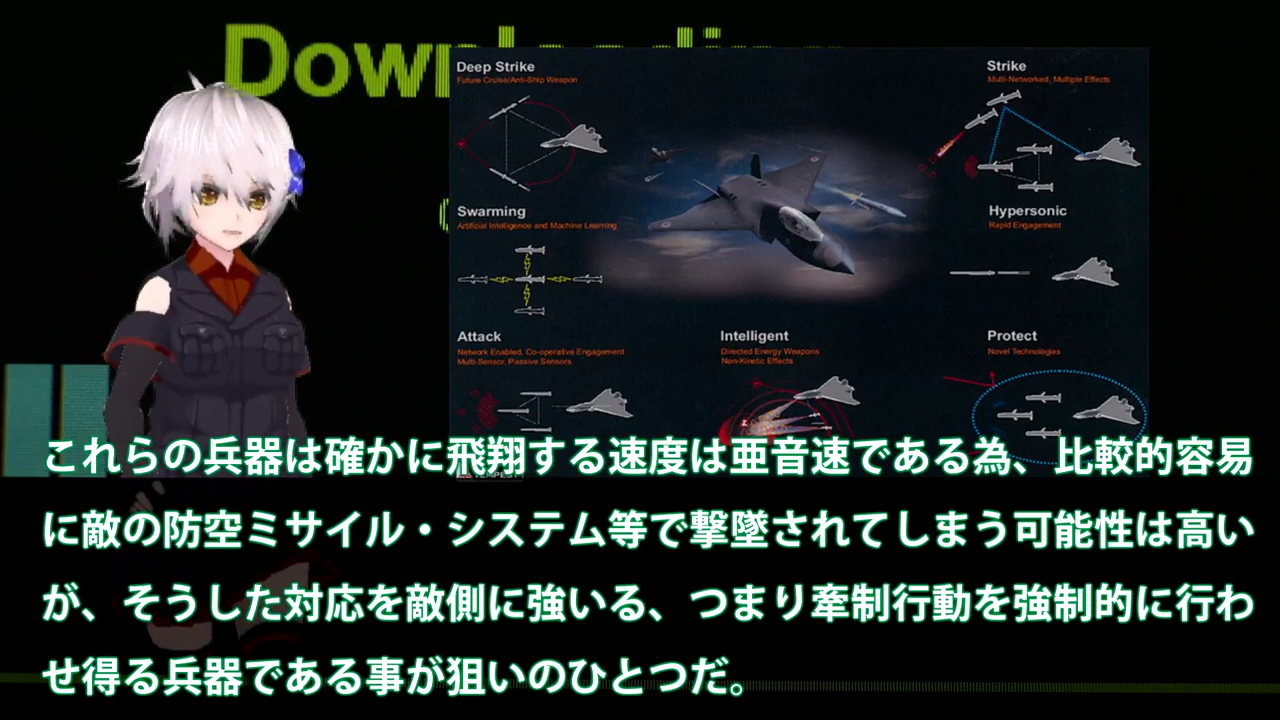 Deep Strike
Future Cruise/Anti-Ship Weapon
Strike
Multi-Networked, Multiple Effects
Swarming
Artificial Intelligence and Machine Learning
Hypersonic
Rapid Engagement
Attack
Network Enabled, Co-operative Engagement
Multi-Sensor, Passive Sensors
Intelligent
Directed Energy Weapons
Non-Kinetic Effects
Protect
Novel Technologies
これらの兵器は確かに飛翔する速度は亜音速である為、比較的容易
に敵の防空ミサイル・システム等で撃墜されてしまう可能性は高い
が、そうした対応を敵側に強いる、つまり牽制行動を強制的に行わ
せ得る兵器である事が狙いのひとつだ。